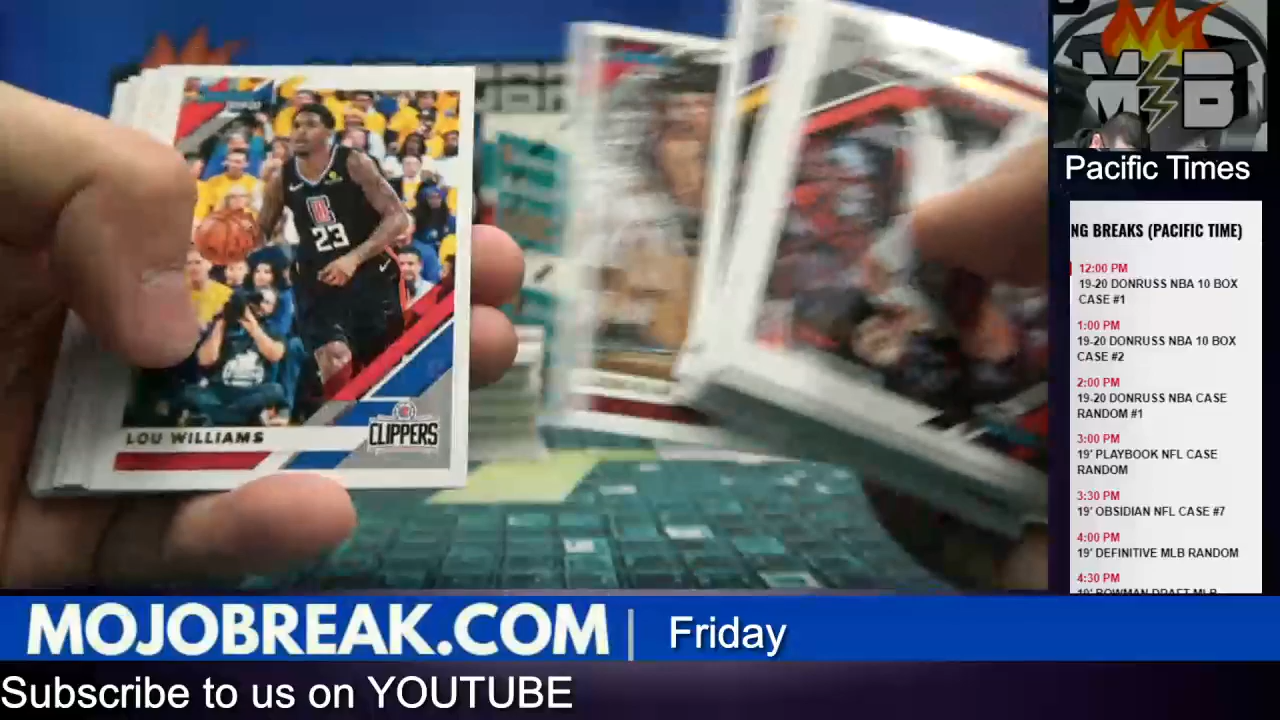 23
LOU WILLIAMS
CLIPPERS
M B
Pacific Times
NG BREAKS (PACIFIC TIME)
12:00 PM
19-20 DONRUSS NBA 10 BOX
CASE #1
1:00 PM
19-20 DONRUSS NBA 10 BOX
CASE #2
2:00 PM
19-20 DONRUSS NBA CASE
RANDOM #1
3:00 PM
19' PLAYBOOK NFL CASE
RANDOM
3:30 PM
19' OBSIDIAN NFL CASE #7
4:00 PM
19' DEFINITIVE MLB RANDOM
4:30 PM
19' BOWMAN DRAFT MLB
MOJOBREAK.COM | Friday
Subscribe to us on YOUTUBE